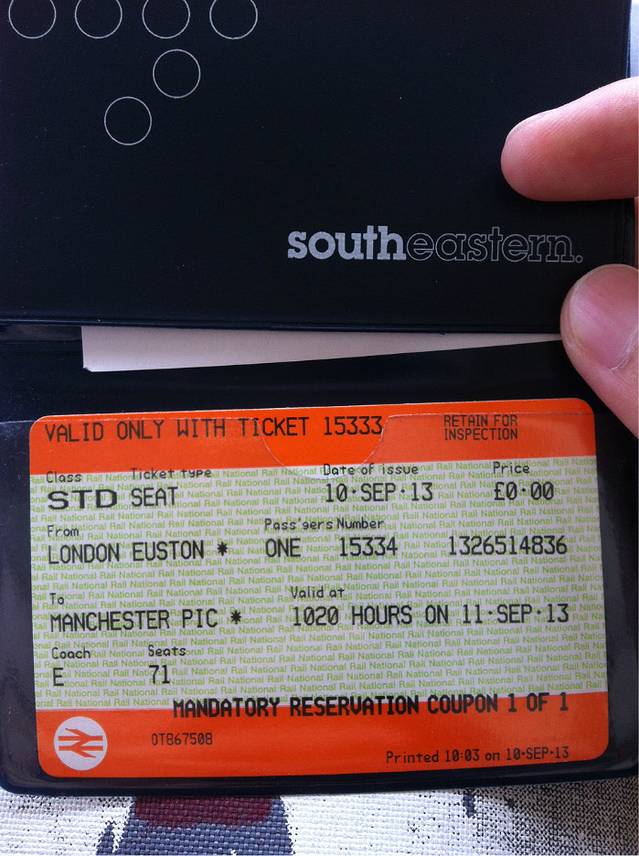 southeastern.
VALID ONLY WITH TICKET 15333
RETAIN FOR
INSPECTION
Class Ticket type Date of issue Price
STD SEAT 10·SEP·13 £0·00
From Pass'gers Number
LONDON EUSTON * ONE 15334 1326514836
To Valid at
MANCHESTER PIC * 1020 HOURS ON 11·SEP·13
Coach Seats
E 71
MANDATORY RESERVATION COUPON 1 OF 1
OT867508
Printed 10:03 on 10·SEP·13